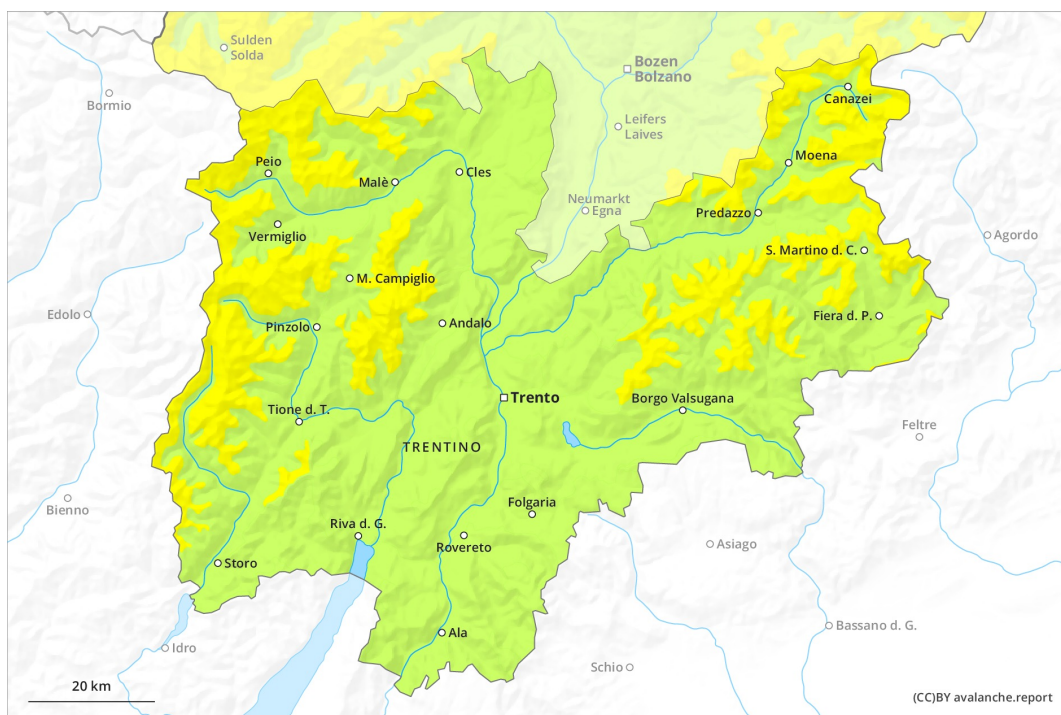 Sulden
Solda
Bozen
Bolzano
Bormio
Canazei
Leifers
Laives
Peio
Moena
Malè
Cles
Neumarkt
Egna
Predazzo
Vermiglio
Agordo
S. Martino d. C.
M. Campiglio
Edolo
Fiera d. P.
Andalo
Pinzolo
Trento
Borgo Valsugana
Tione d. T.
Feltre
TRENTINO
Bienno
Folgaria
Riva d. G.
Rovereto
Asiago
Storo
Ala
Bassano d. G.
Idro
Schio
20 km
(CC)BY avalanche.report